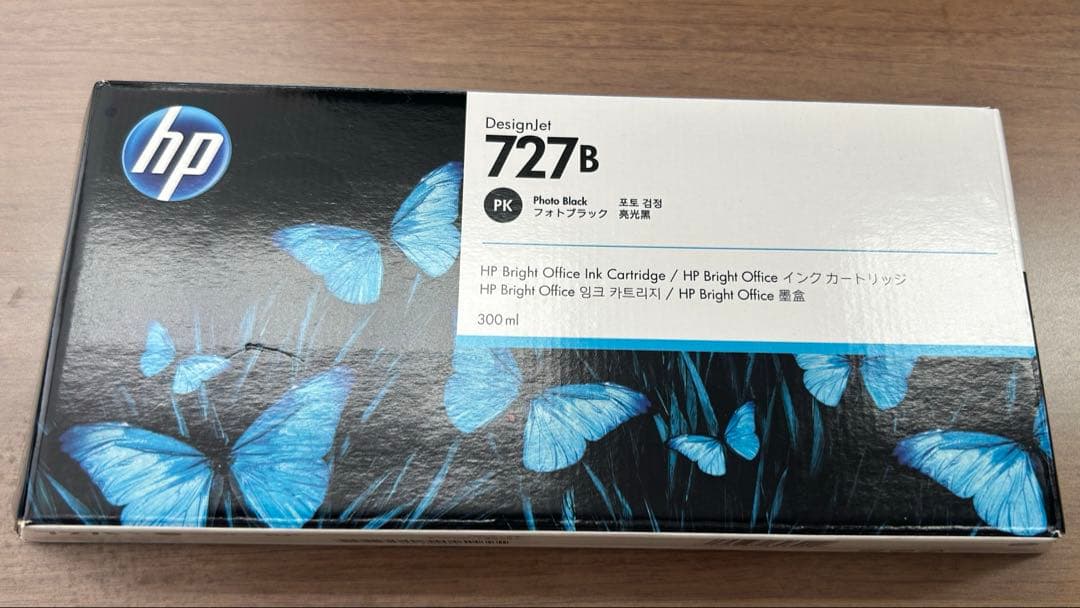 hp
DesignJet
727B
PK
Photo Black 포토 검정
フォトブラック 亮光黑
HP Bright Office Ink Cartridge / HP Bright Office インク カートリッジ
HP Bright Office 잉크 카트리지 / HP Bright Office 墨盒
300 ml